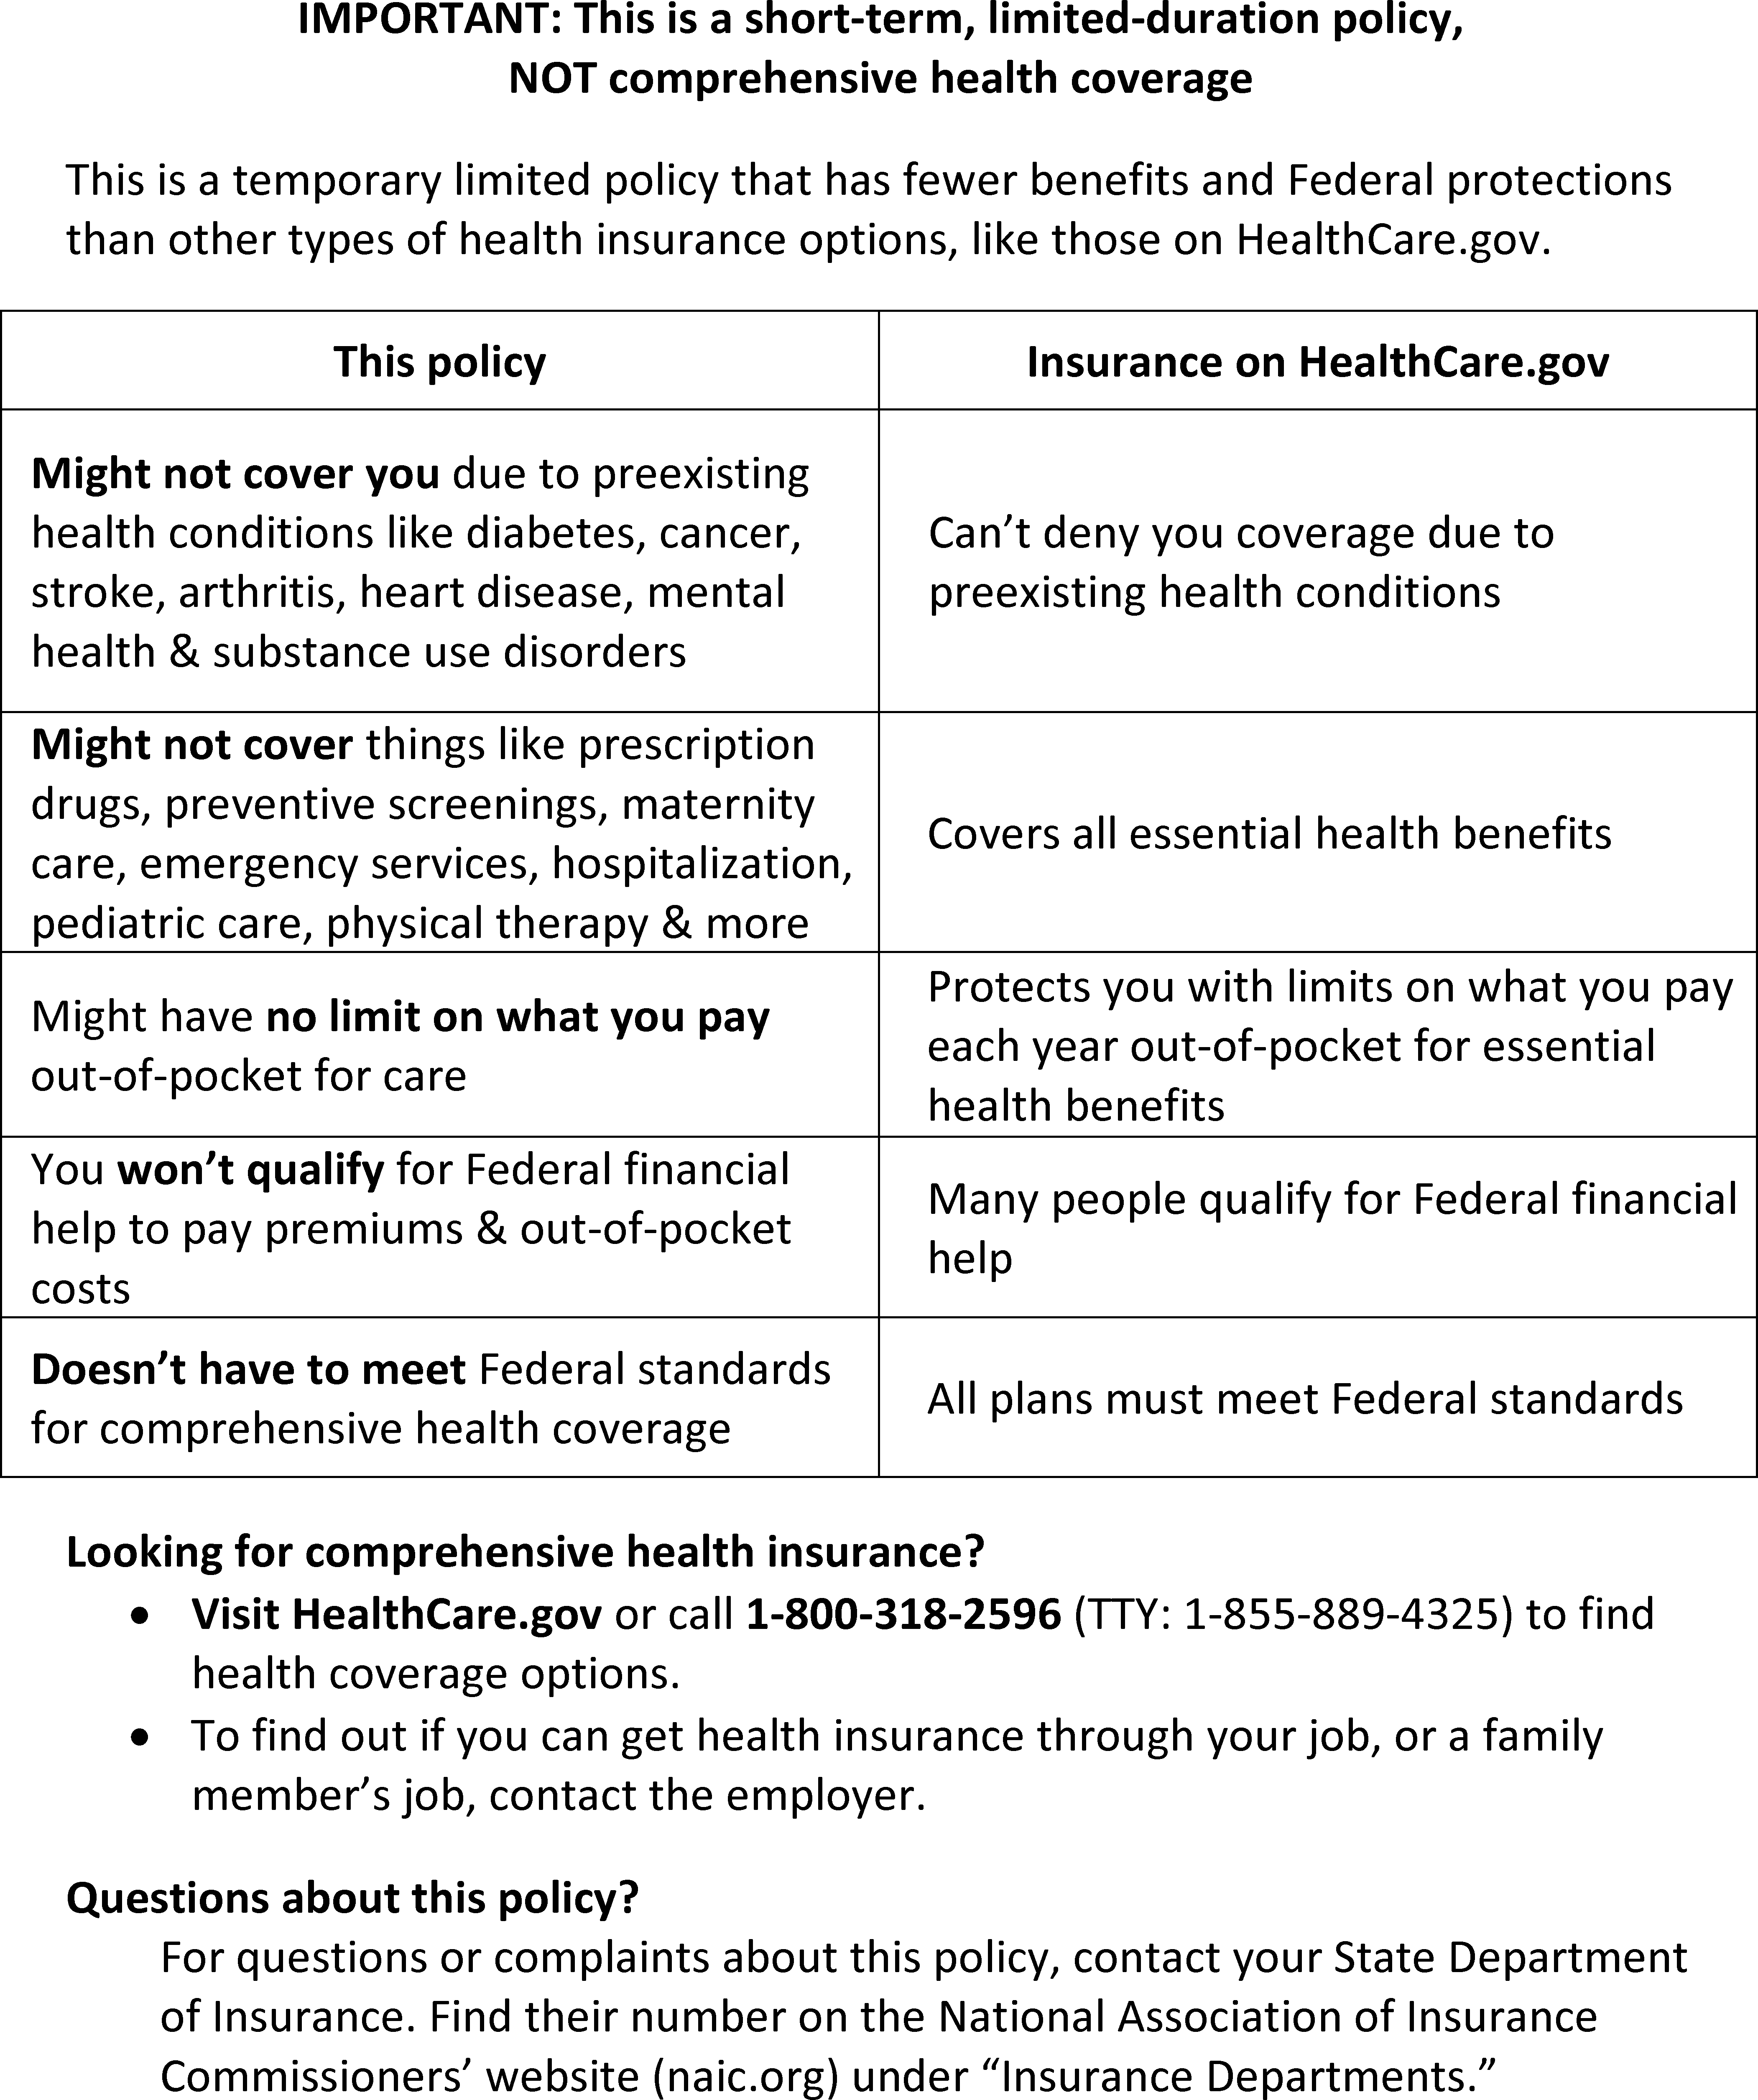 IMPORTANT: This is a short-term, limited-duration policy,
NOT comprehensive health coverage
This is a temporary limited policy that has fewer benefits and Federal protections
than other types of health insurance options, like those on HealthCare.gov.
This policy
Insurance on HealthCare.gov
Might not cover you due to preexisting
health conditions like diabetes, cancer,
stroke, arthritis, heart disease, mental
health & substance use disorders
Can’t deny you coverage due to
preexisting health conditions
Might not cover things like prescription
drugs, preventive screenings, maternity
care, emergency services, hospitalization,
pediatric care, physical therapy & more
Covers all essential health benefits
Might have no limit on what you pay
out-of-pocket for care
Protects you with limits on what you pay
each year out-of-pocket for essential
health benefits
You won’t qualify for Federal financial
help to pay premiums & out-of-pocket
costs
Many people qualify for Federal financial
help
Doesn’t have to meet Federal standards
for comprehensive health coverage
All plans must meet Federal standards
Looking for comprehensive health insurance?
• Visit HealthCare.gov or call 1-800-318-2596 (TTY: 1-855-889-4325) to find
health coverage options.
• To find out if you can get health insurance through your job, or a family
member’s job, contact the employer.
Questions about this policy?
For questions or complaints about this policy, contact your State Department
of Insurance. Find their number on the National Association of Insurance
Commissioners’ website (naic.org) under “Insurance Departments.”